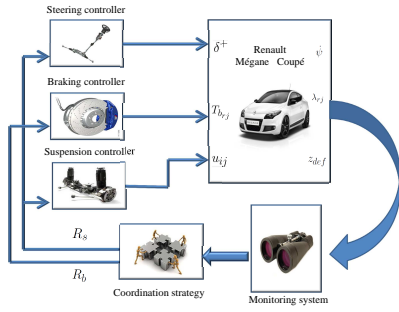 Steering controller
δ⁺
Renault
Mégane Coupé
ψ̇
Braking controller
T_{b_{rj}}
λ_{rj}
Suspension controller
u_{ij}
z_{def}
R_s
R_b
Coordination strategy
Monitoring system